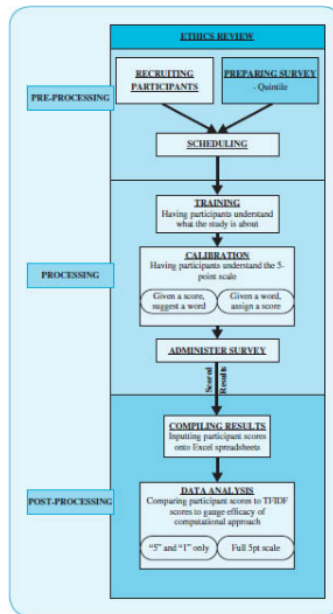 ETHICS REVIEW
RECRUITING
PARTICIPANTS
PREPARING SURVEY
- Quintile
PRE-PROCESSING
SCHEDULING
TRAINING
Having participants understand
what the study is about
CALIBRATION
Having participants understand the 5-
point scale
Given a score,
suggest a word
Given a word,
assign a score
PROCESSING
ADMINISTER SURVEY
Scored
Results
COMPILING RESULTS
Inputting participant scores
onto Excel spreadsheets
DATA ANALYSIS
Comparing participant scores to TFIDF
scores to gauge efficacy of
computational approach
POST-PROCESSING
"5" and "1" only
Full 5pt scale